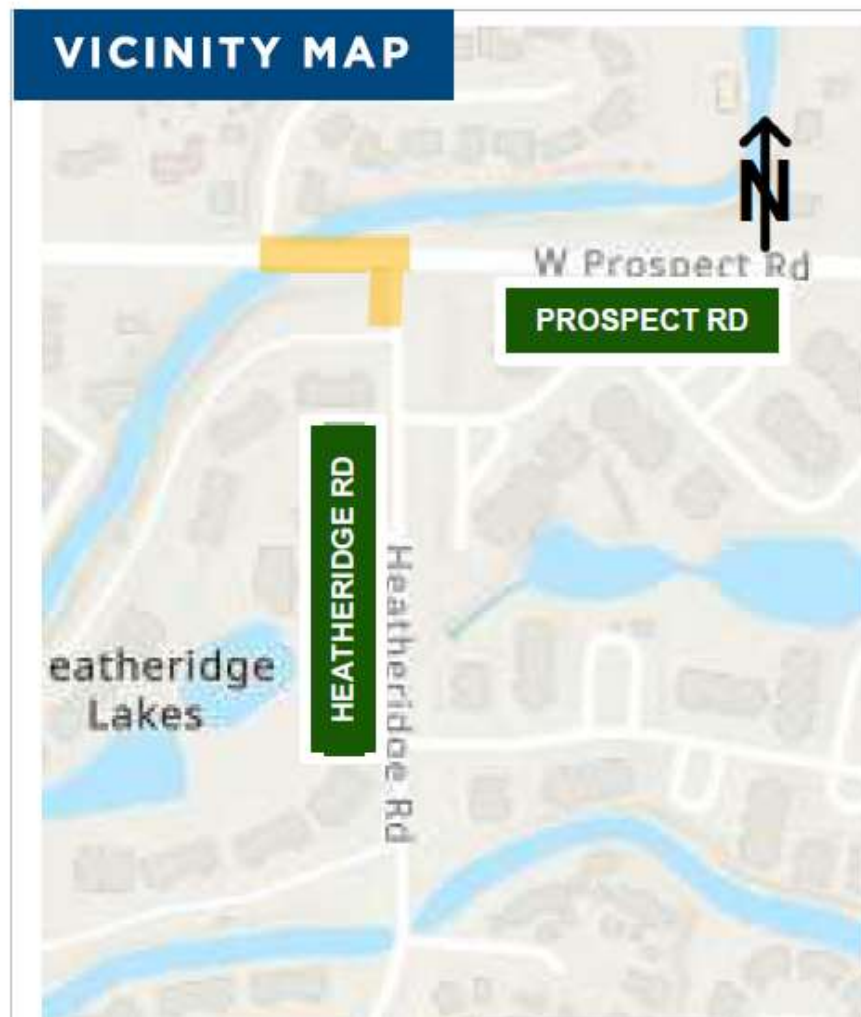 VICINITY MAP
N
W Prospect Rd
PROSPECT RD
HEATHERIDGE RD
Heatheridge Rd
eatheridge
Lakes